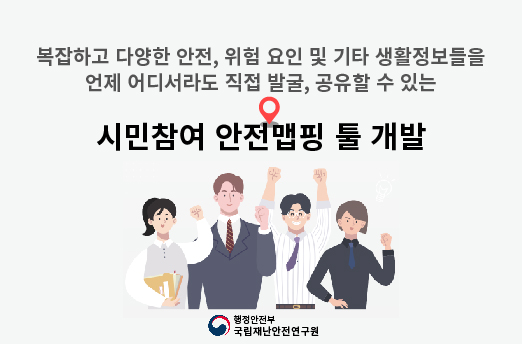 복잡하고 다양한 안전, 위험 요인 및 기타 생활정보들을
언제 어디서라도 직접 발굴, 공유할 수 있는
시민참여 안전맵핑 툴 개발
행정안전부
국립재난안전연구원